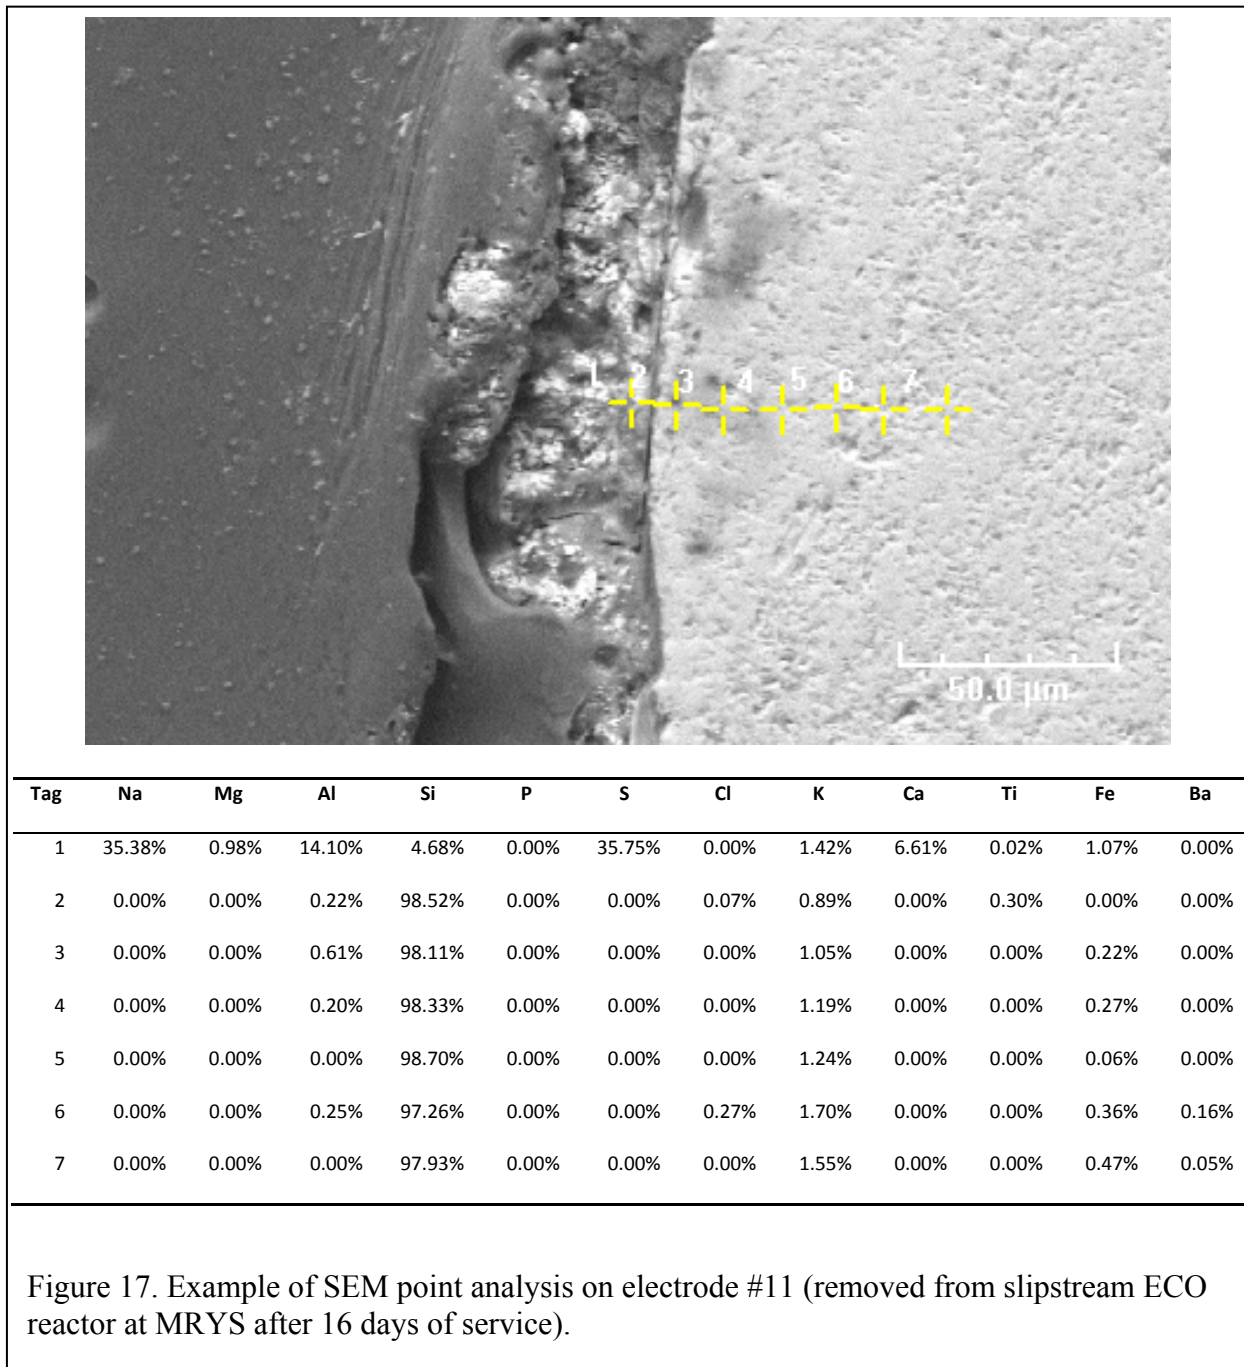 1 2 3 4 5 6 7
50.0 µm
Tag Na Mg Al Si P S Cl K Ca Ti Fe Ba
1 35.38% 0.98% 14.10% 4.68% 0.00% 35.75% 0.00% 1.42% 6.61% 0.02% 1.07% 0.00%
2 0.00% 0.00% 0.22% 98.52% 0.00% 0.00% 0.07% 0.89% 0.00% 0.30% 0.00% 0.00%
3 0.00% 0.00% 0.61% 98.11% 0.00% 0.00% 0.00% 1.05% 0.00% 0.00% 0.22% 0.00%
4 0.00% 0.00% 0.20% 98.33% 0.00% 0.00% 0.00% 1.19% 0.00% 0.00% 0.27% 0.00%
5 0.00% 0.00% 0.00% 98.70% 0.00% 0.00% 0.00% 1.24% 0.00% 0.00% 0.06% 0.00%
6 0.00% 0.00% 0.25% 97.26% 0.00% 0.00% 0.27% 1.70% 0.00% 0.00% 0.36% 0.16%
7 0.00% 0.00% 0.00% 97.93% 0.00% 0.00% 0.00% 1.55% 0.00% 0.00% 0.47% 0.05%
Figure 17. Example of SEM point analysis on electrode #11 (removed from slipstream ECO
reactor at MRYS after 16 days of service).